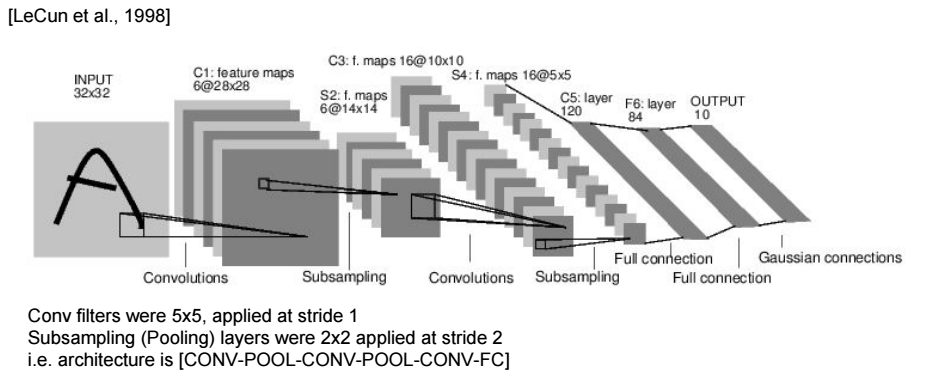 [LeCun et al., 1998]
INPUT
32x32
C1: feature maps
6@28x28
S2: f. maps
6@14x14
C3: f. maps 16@10x10
S4: f. maps 16@5x5
C5: layer
120
F6: layer
84
OUTPUT
10
Convolutions
Subsampling
Convolutions
Subsampling
Full connection
Full connection
Gaussian connections
Conv filters were 5x5, applied at stride 1
Subsampling (Pooling) layers were 2x2 applied at stride 2
i.e. architecture is [CONV-POOL-CONV-POOL-CONV-FC]